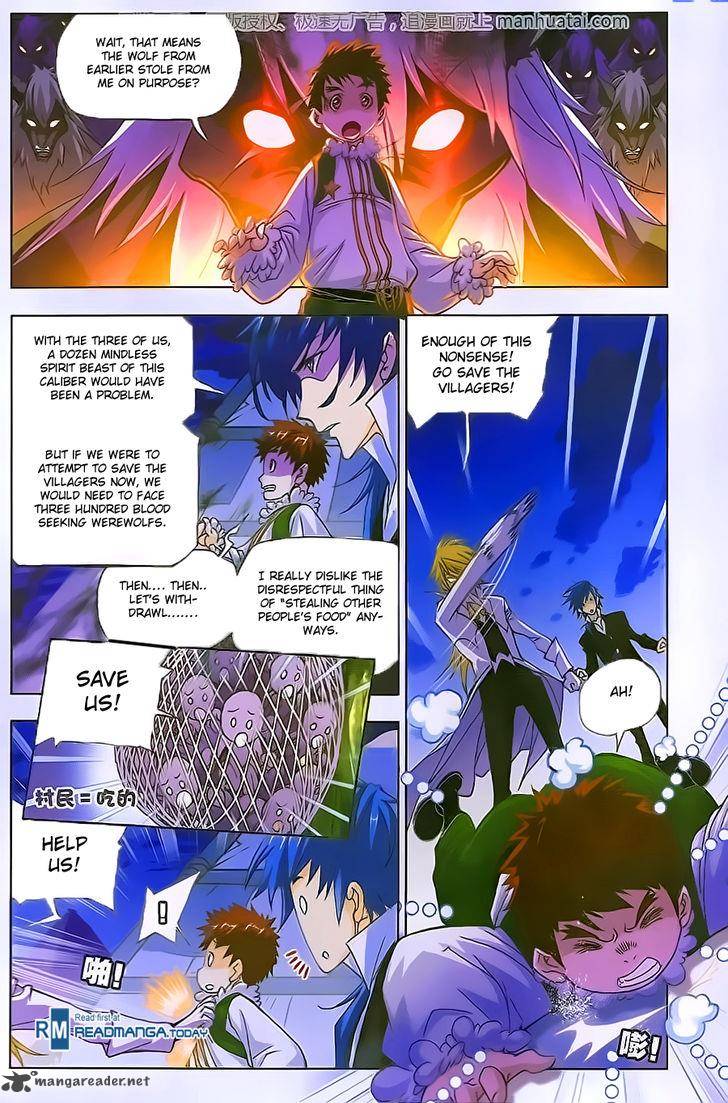 版授权、极速无广告，追漫画就上 manhuatai.com
WAIT, THAT MEANS
THE WOLF FROM
EARLIER STOLE FROM
ME ON PURPOSE?
WITH THE THREE OF US,
A DOZEN MINDLESS
SPIRIT BEAST OF THIS
CALIBER WOULD HAVE
BEEN A PROBLEM.
BUT IF WE WERE TO
ATTEMPT TO SAVE THE
VILLAGERS NOW, WE
WOULD NEED TO FACE
THREE HUNDRED BLOOD
SEEKING WEREWOLFS.
THEN.... THEN..
LET'S WITH-
DRAWL.......
I REALLY DISLIKE THE
DISRESPECTFUL THING
OF "STEALING OTHER
PEOPLE'S FOOD" ANY-
WAYS.
ENOUGH OF THIS
NONSENSE!
GO SAVE THE
VILLAGERS!
AH!
SAVE
US!
村民=吃的
HELP
US!
!
啪!
嘭!
RM
Read first at
READMANGA.TODAY
mangareader.net